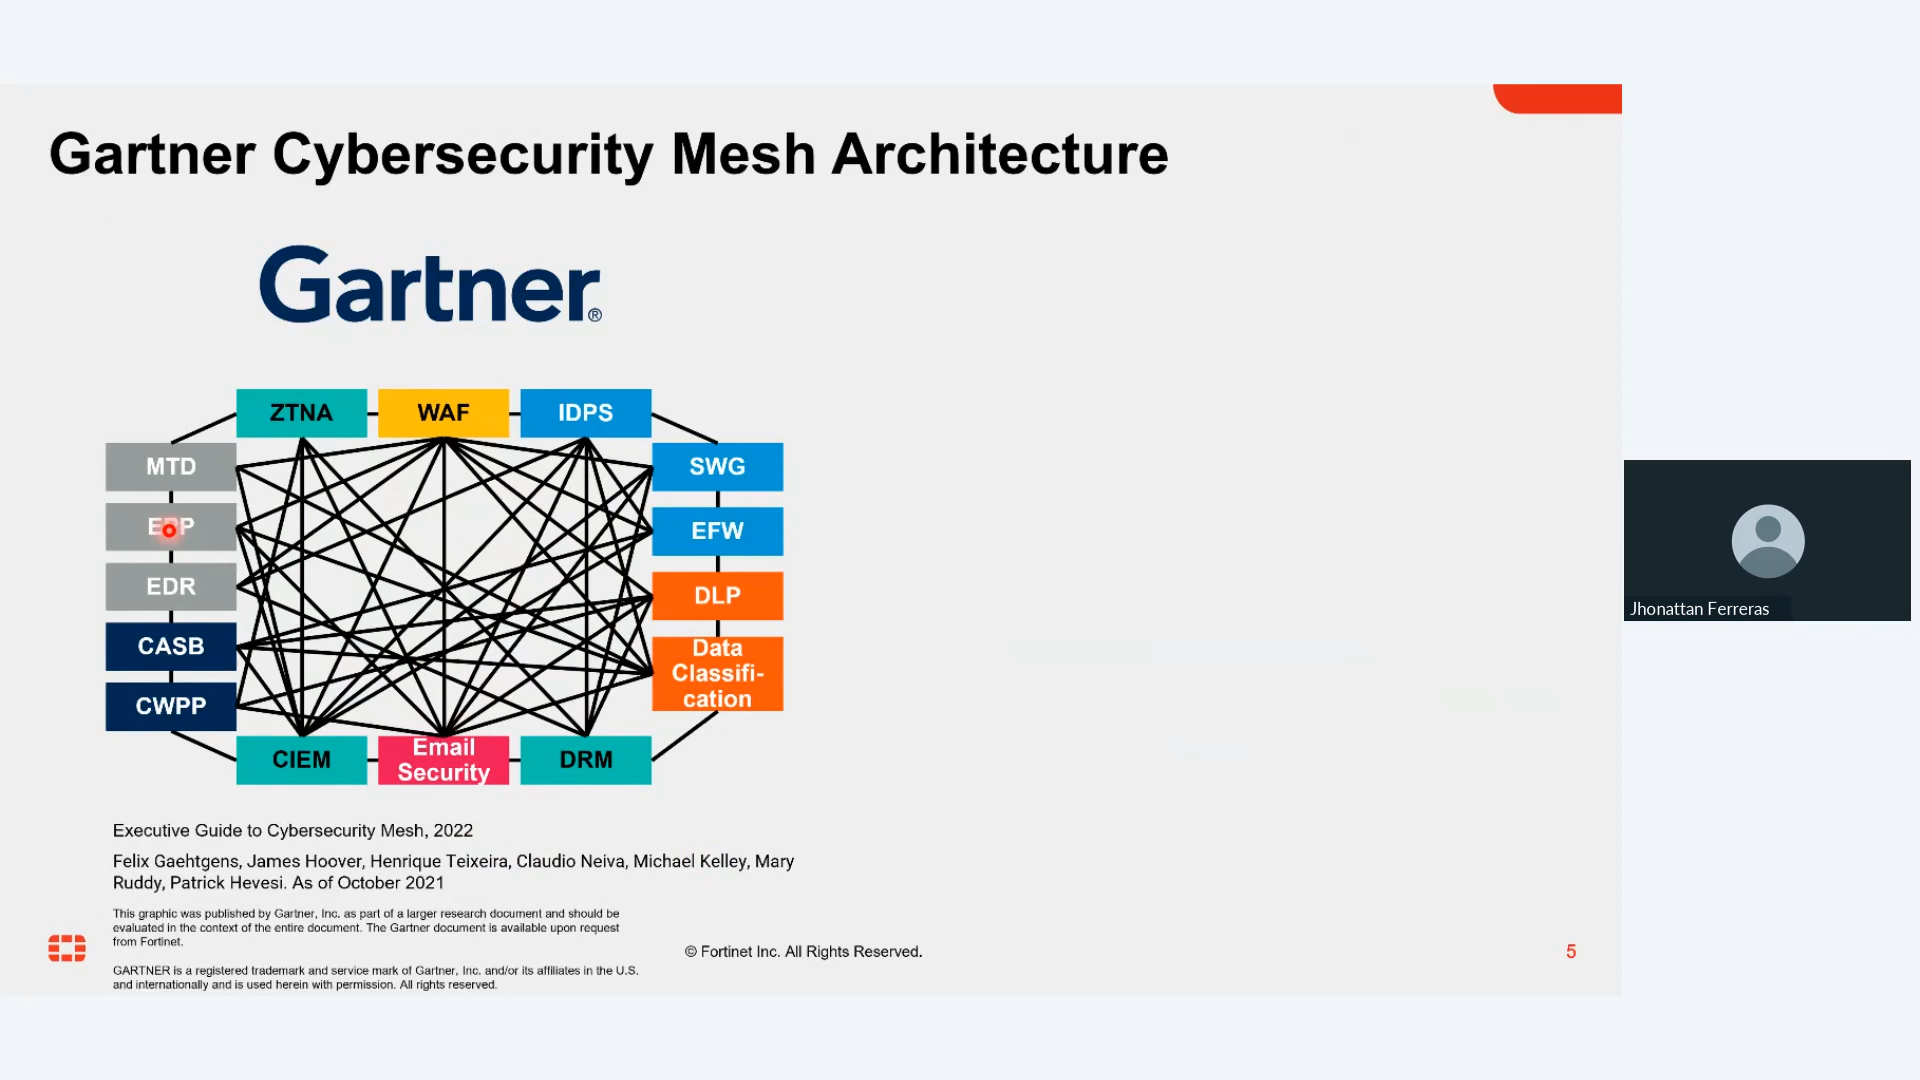 Gartner Cybersecurity Mesh Architecture
Gartner®
ZTNA
WAF
IDPS
MTD
SWG
EPP
EFW
EDR
DLP
CASB
Data
Classifi-
cation
CWPP
CIEM
Email
Security
DRM
Executive Guide to Cybersecurity Mesh, 2022
Felix Gaehtgens, James Hoover, Henrique Teixeira, Claudio Neiva, Michael Kelley, Mary
Ruddy, Patrick Hevesi. As of October 2021
This graphic was published by Gartner, Inc. as part of a larger research document and should be
evaluated in the context of the entire document. The Gartner document is available upon request
from Fortinet.
GARTNER is a registered trademark and service mark of Gartner, Inc. and/or its affiliates in the U.S.
and internationally and is used herein with permission. All rights reserved.
© Fortinet Inc. All Rights Reserved.
5
Jhonattan Ferreras